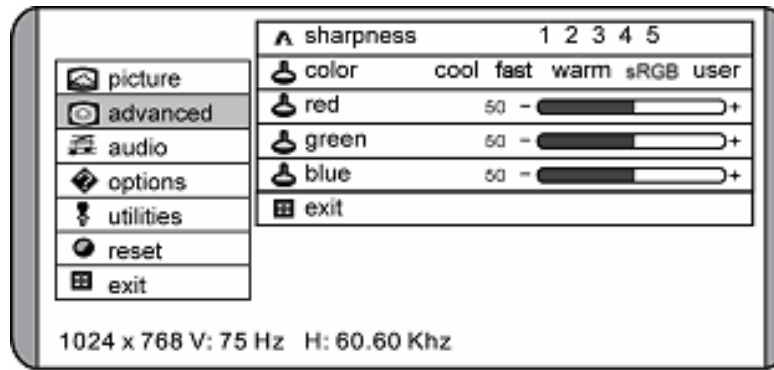 picture
advanced
audio
options
utilities
reset
exit
sharpness 1 2 3 4 5
color cool fast warm sRGB user
red 50 - +
green 50 - +
blue 50 - +
exit
1024 x 768 V: 75 Hz H: 60.60 Khz